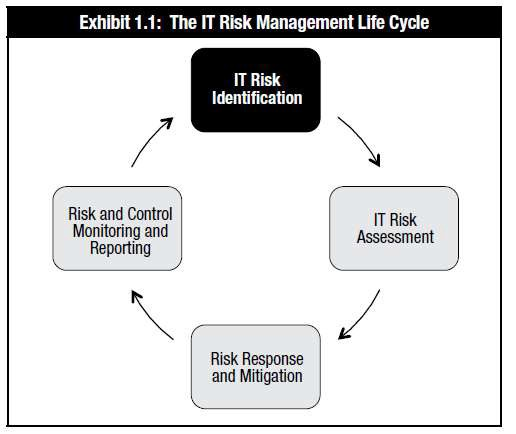 Exhibit 1.1: The IT Risk Management Life Cycle
IT Risk
Identification
Risk and Control
Monitoring and
Reporting
IT Risk
Assessment
Risk Response
and Mitigation